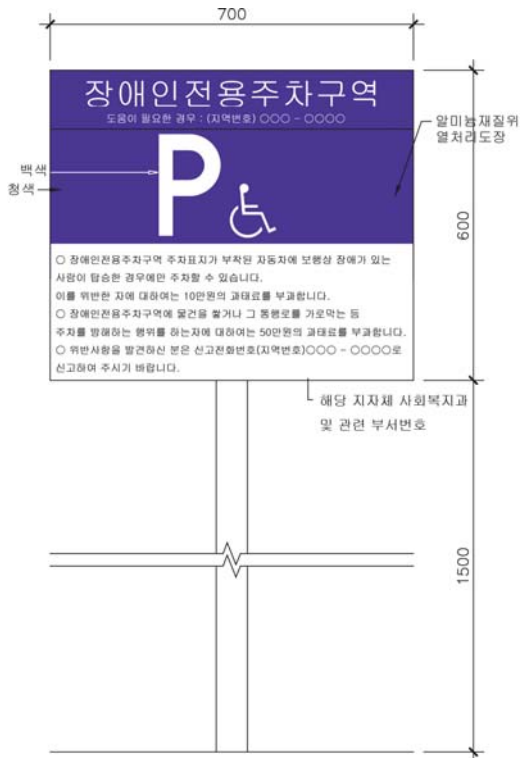 700
장애인전용주차구역
도움이 필요한 경우 : (지역번호) ○○○ - ○○○○
알미늄재질위
열처리도장
백색
P
청색
600
○ 장애인전용주차구역 주차표지가 부착된 자동차에 보행상 장애가 있는
사람이 탑승한 경우에만 주차할 수 있습니다.
이를 위반한 자에 대하여는 10만원의 과태료를 부과합니다.
○ 장애인전용주차구역에 물건을 쌓거나 그 통행로를 가로막는 등
주차를 방해하는 행위를 하는자에 대하여는 50만원의 과태료를 부과합니다.
○ 위반사항을 발견하신 분은 신고전화번호(지역번호)○○○ - ○○○○로
신고하여 주시기 바랍니다.
해당 지자체 사회복지과
및 관련 부서번호
1500